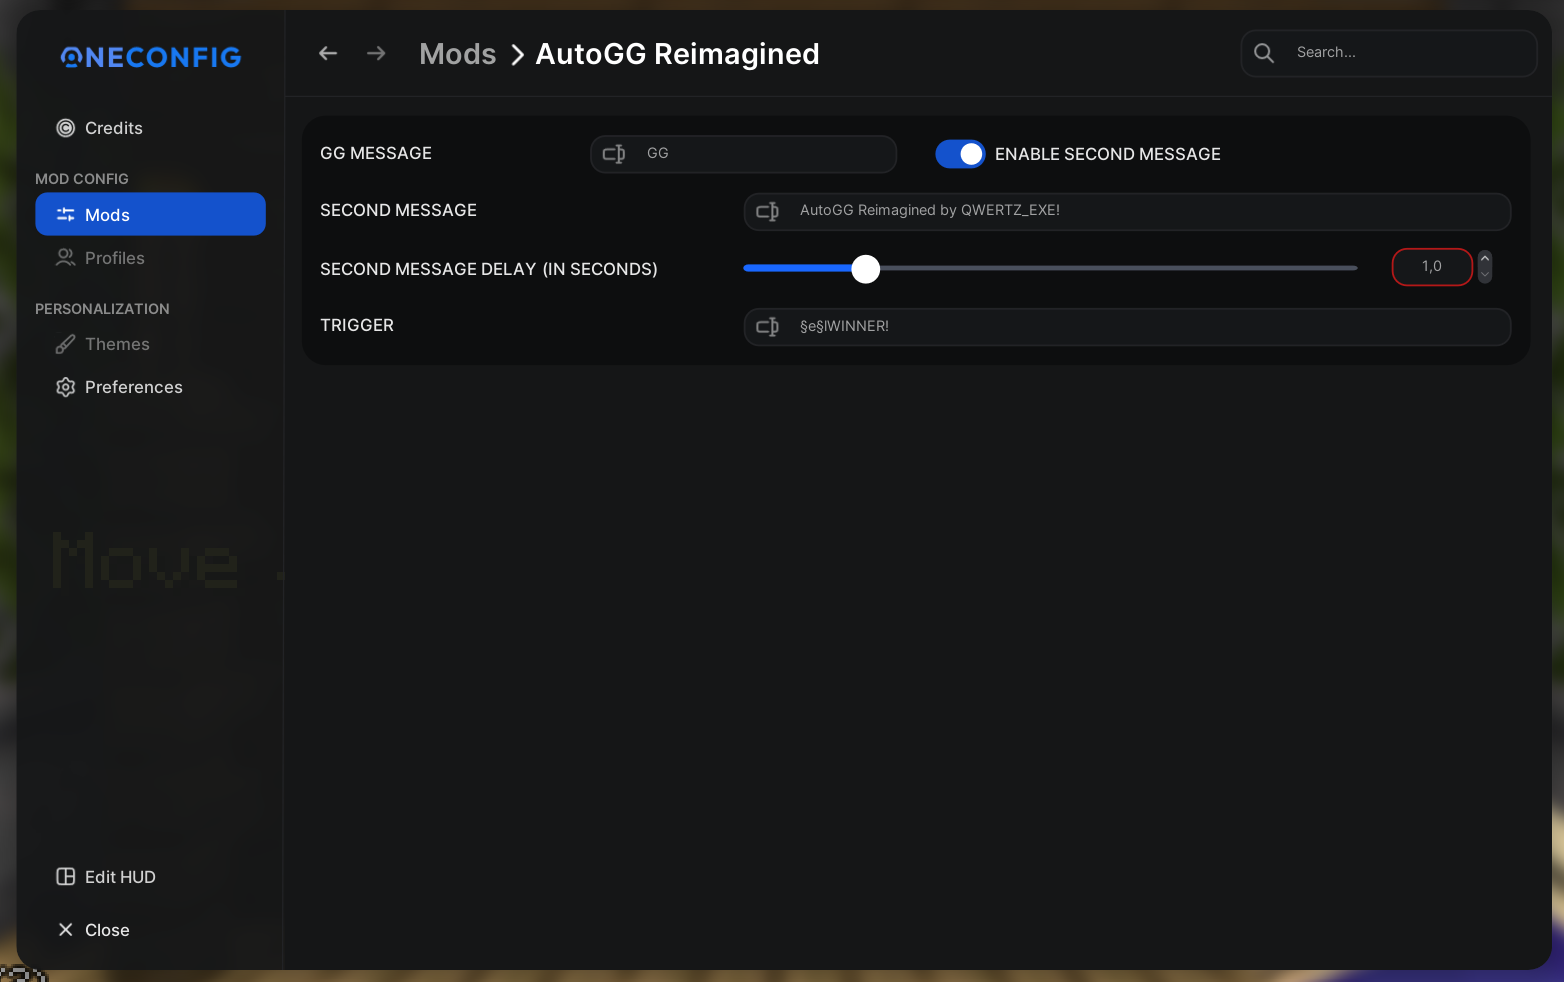 ONECONFIG
Mods AutoGG Reimagined
Search...
Credits
MOD CONFIG
Mods
Profiles
PERSONALIZATION
Themes
Preferences
Move
Edit HUD
Close
GG MESSAGE
GG
ENABLE SECOND MESSAGE
SECOND MESSAGE
AutoGG Reimagined by QWERTZ_EXE!
SECOND MESSAGE DELAY (IN SECONDS)
1,0
TRIGGER
§e§lWINNER!